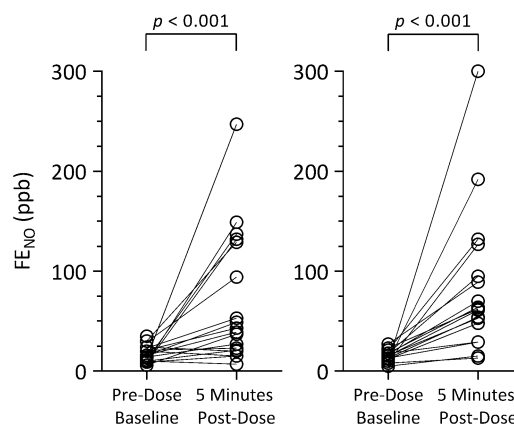 p < 0.001
p < 0.001
300
200
100
0
FE_NO (ppb)
Pre-Dose
Baseline
5 Minutes
Post-Dose
300
200
100
0
Pre-Dose
Baseline
5 Minutes
Post-Dose